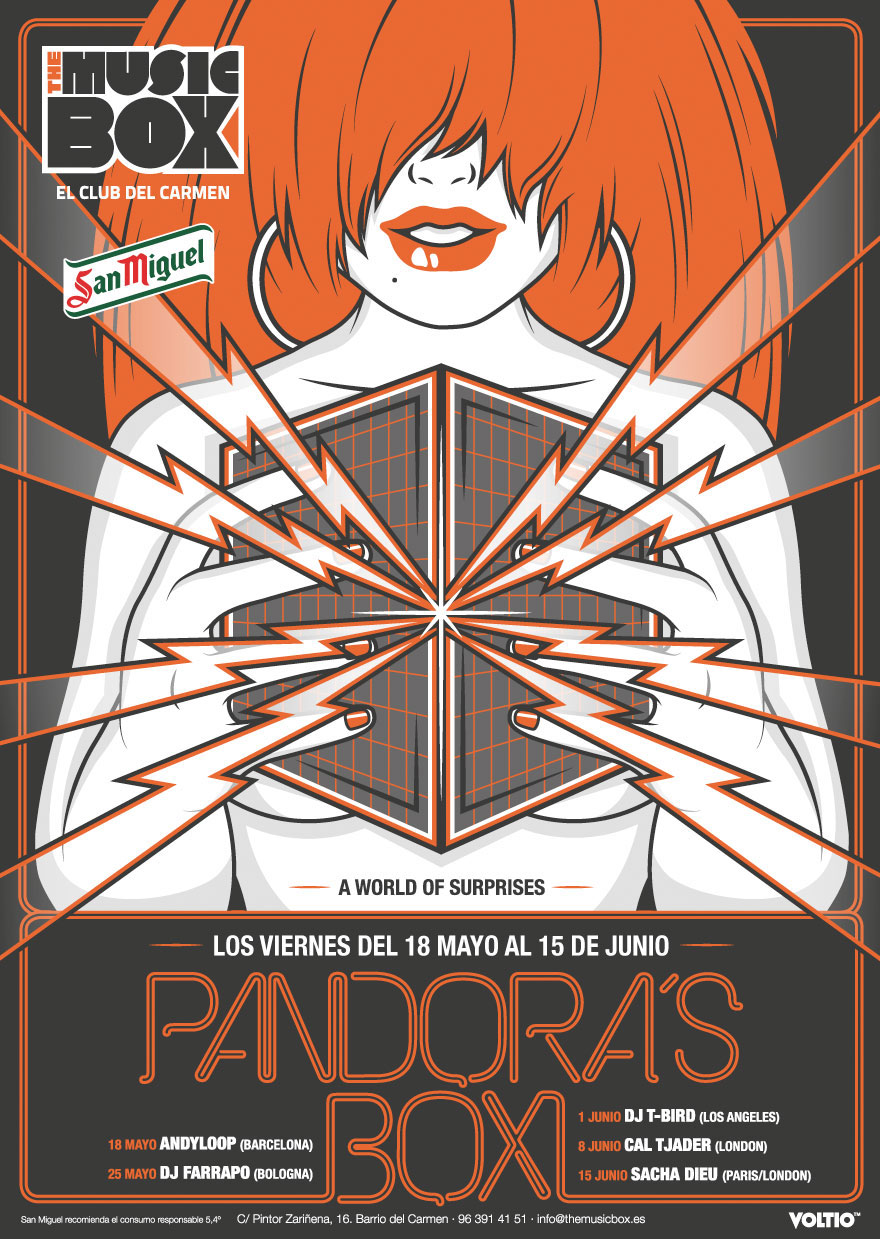 THE MUSIC
BOX
EL CLUB DEL CARMEN
San Miguel
A WORLD OF SURPRISES
LOS VIERNES DEL 18 MAYO AL 15 DE JUNIO
PANDORA'S
BOX
18 MAYO ANDYLOOP (BARCELONA)
25 MAYO DJ FARRAPO (BOLOGNA)
1 JUNIO DJ T-BIRD (LOS ANGELES)
8 JUNIO CAL TJADER (LONDON)
15 JUNIO SACHA DIEU (PARIS/LONDON)
San Miguel recomienda el consumo responsable 5,4º
C/ Pintor Zariñena, 16. Barrio del Carmen · 96 391 41 51 · info@themusicbox.es
VOLTIO™